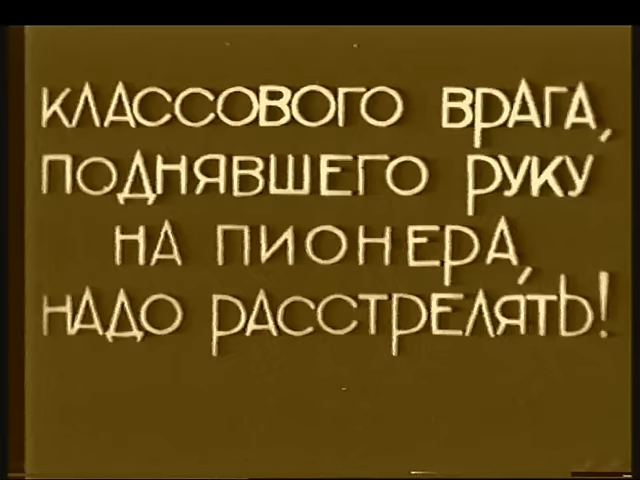 КЛАССОВОГО ВРАГА,
ПОДНЯВШЕГО РУКУ
НА ПИОНЕРА,
НАДО РАССТРЕЛЯТЬ!